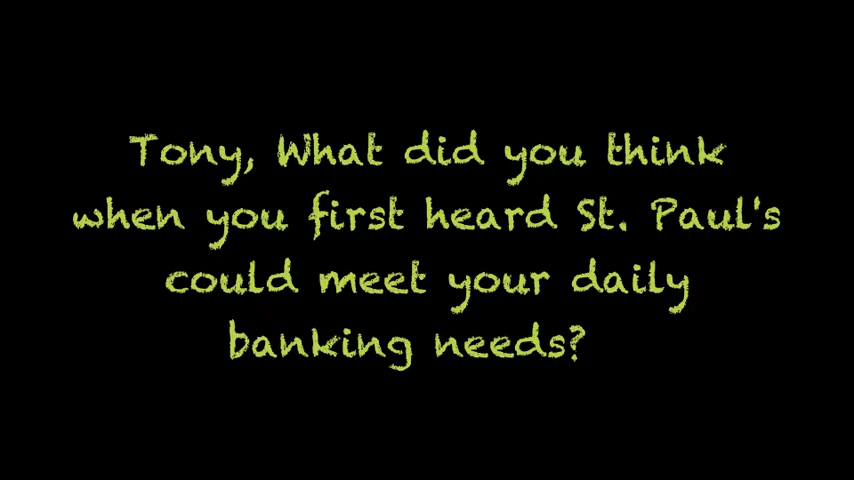 Tony, What did you think
when you first heard St. Paul's
could meet your daily
banking needs?